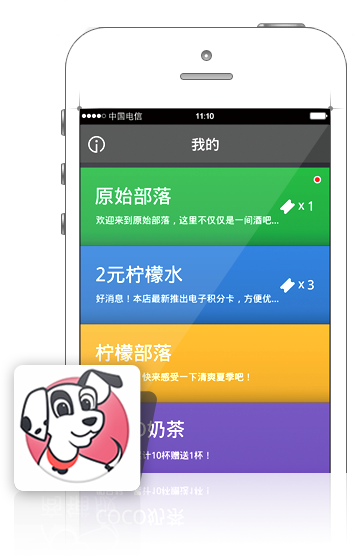 中国电信 11:10
我的
原始部落
x 1
欢迎来到原始部落，这里不仅仅是一间酒吧...
2元柠檬水
x 3
好消息！本店最新推出电子积分卡，方便优...
柠檬部落
快来感受一下清爽夏季吧！
奶茶
计10杯赠送1杯！